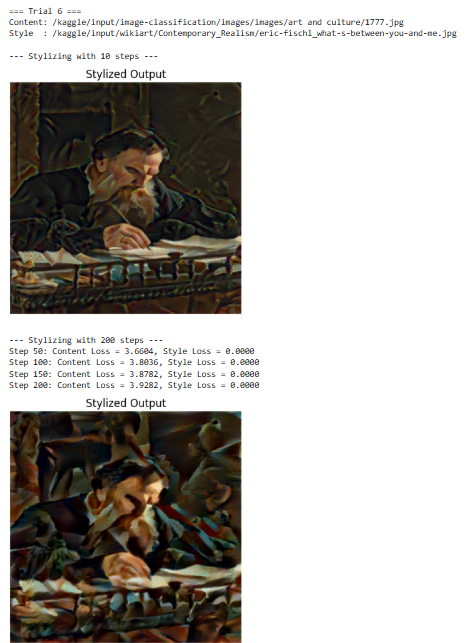 === Trial 6 ===
Content: /kaggle/input/image-classification/images/images/art and culture/1777.jpg
Style  : /kaggle/input/wikiart/Contemporary_Realism/eric-fischl_what-s-between-you-and-me.jpg
--- Stylizing with 10 steps ---
Stylized Output
--- Stylizing with 200 steps ---
Step 50: Content Loss = 3.6604, Style Loss = 0.0000
Step 100: Content Loss = 3.8036, Style Loss = 0.0000
Step 150: Content Loss = 3.8782, Style Loss = 0.0000
Step 200: Content Loss = 3.9282, Style Loss = 0.0000
Stylized Output